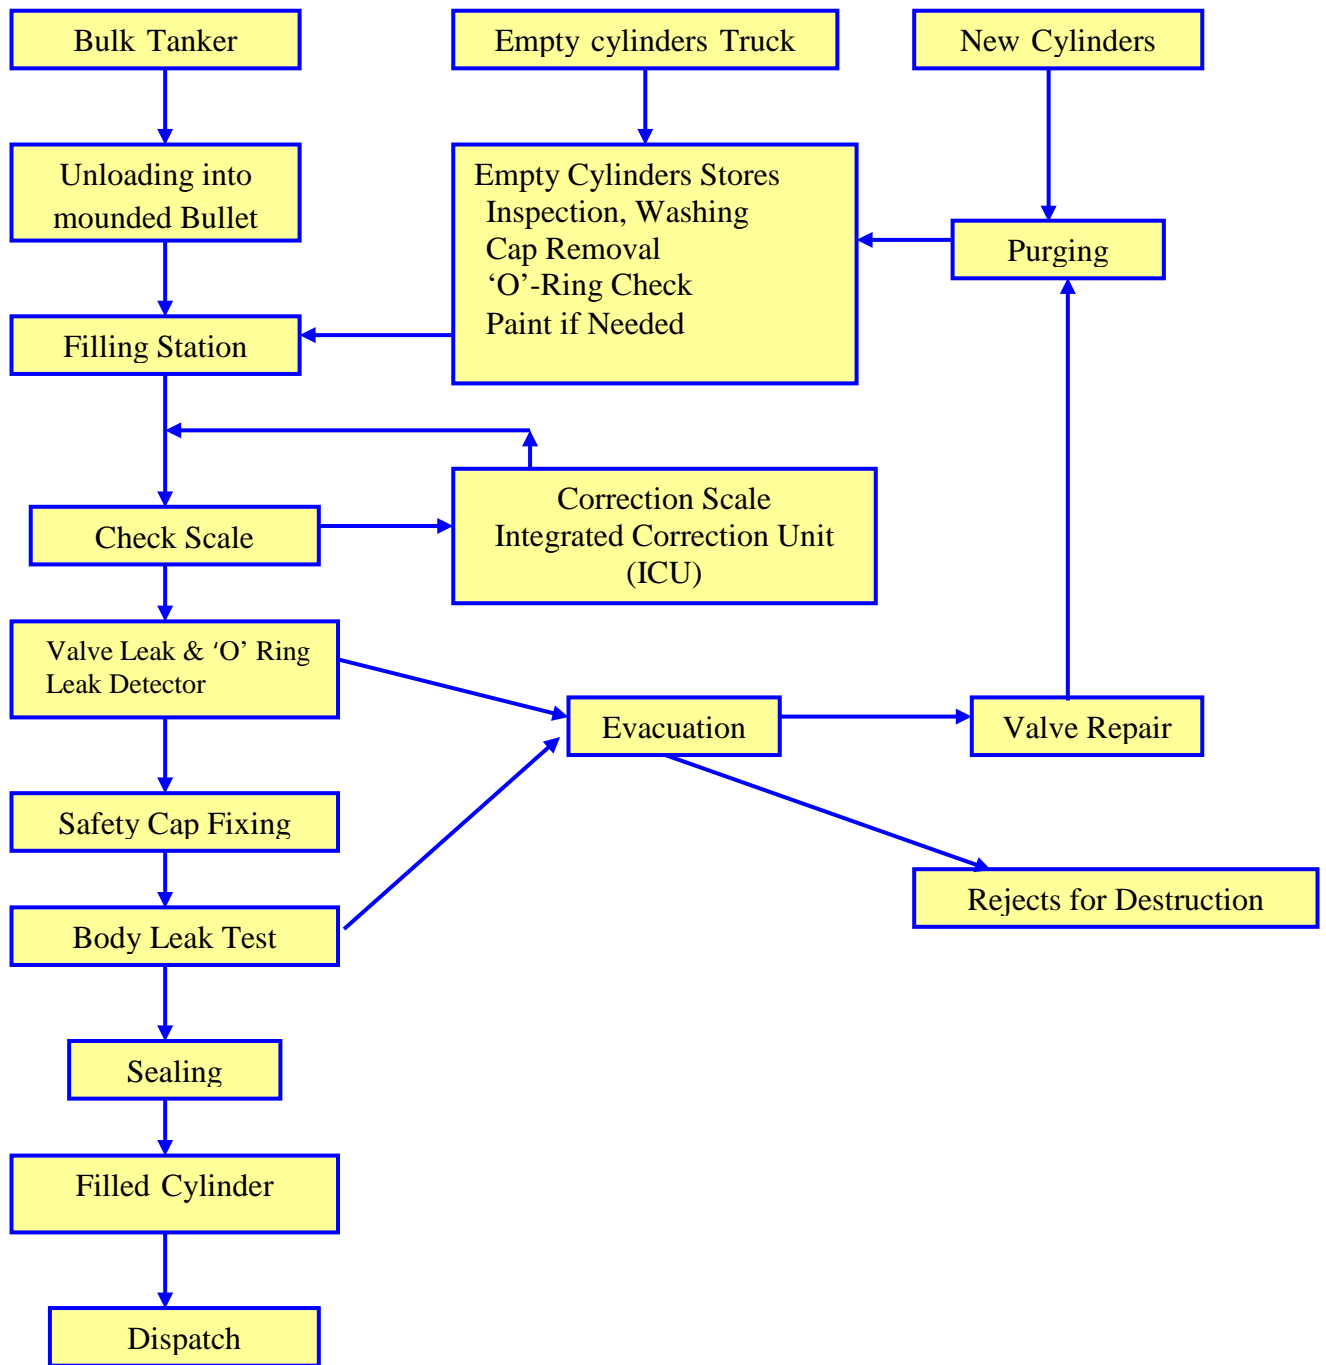 Bulk Tanker
Empty cylinders Truck
New Cylinders
Unloading into
mounded Bullet
Empty Cylinders Stores
Inspection, Washing
Cap Removal
‘O’-Ring Check
Paint if Needed
Purging
Filling Station
Correction Scale
Integrated Correction Unit
(ICU)
Check Scale
Valve Leak & ‘O’ Ring
Leak Detector
Evacuation
Valve Repair
Safety Cap Fixing
Rejects for Destruction
Body Leak Test
Sealing
Filled Cylinder
Dispatch